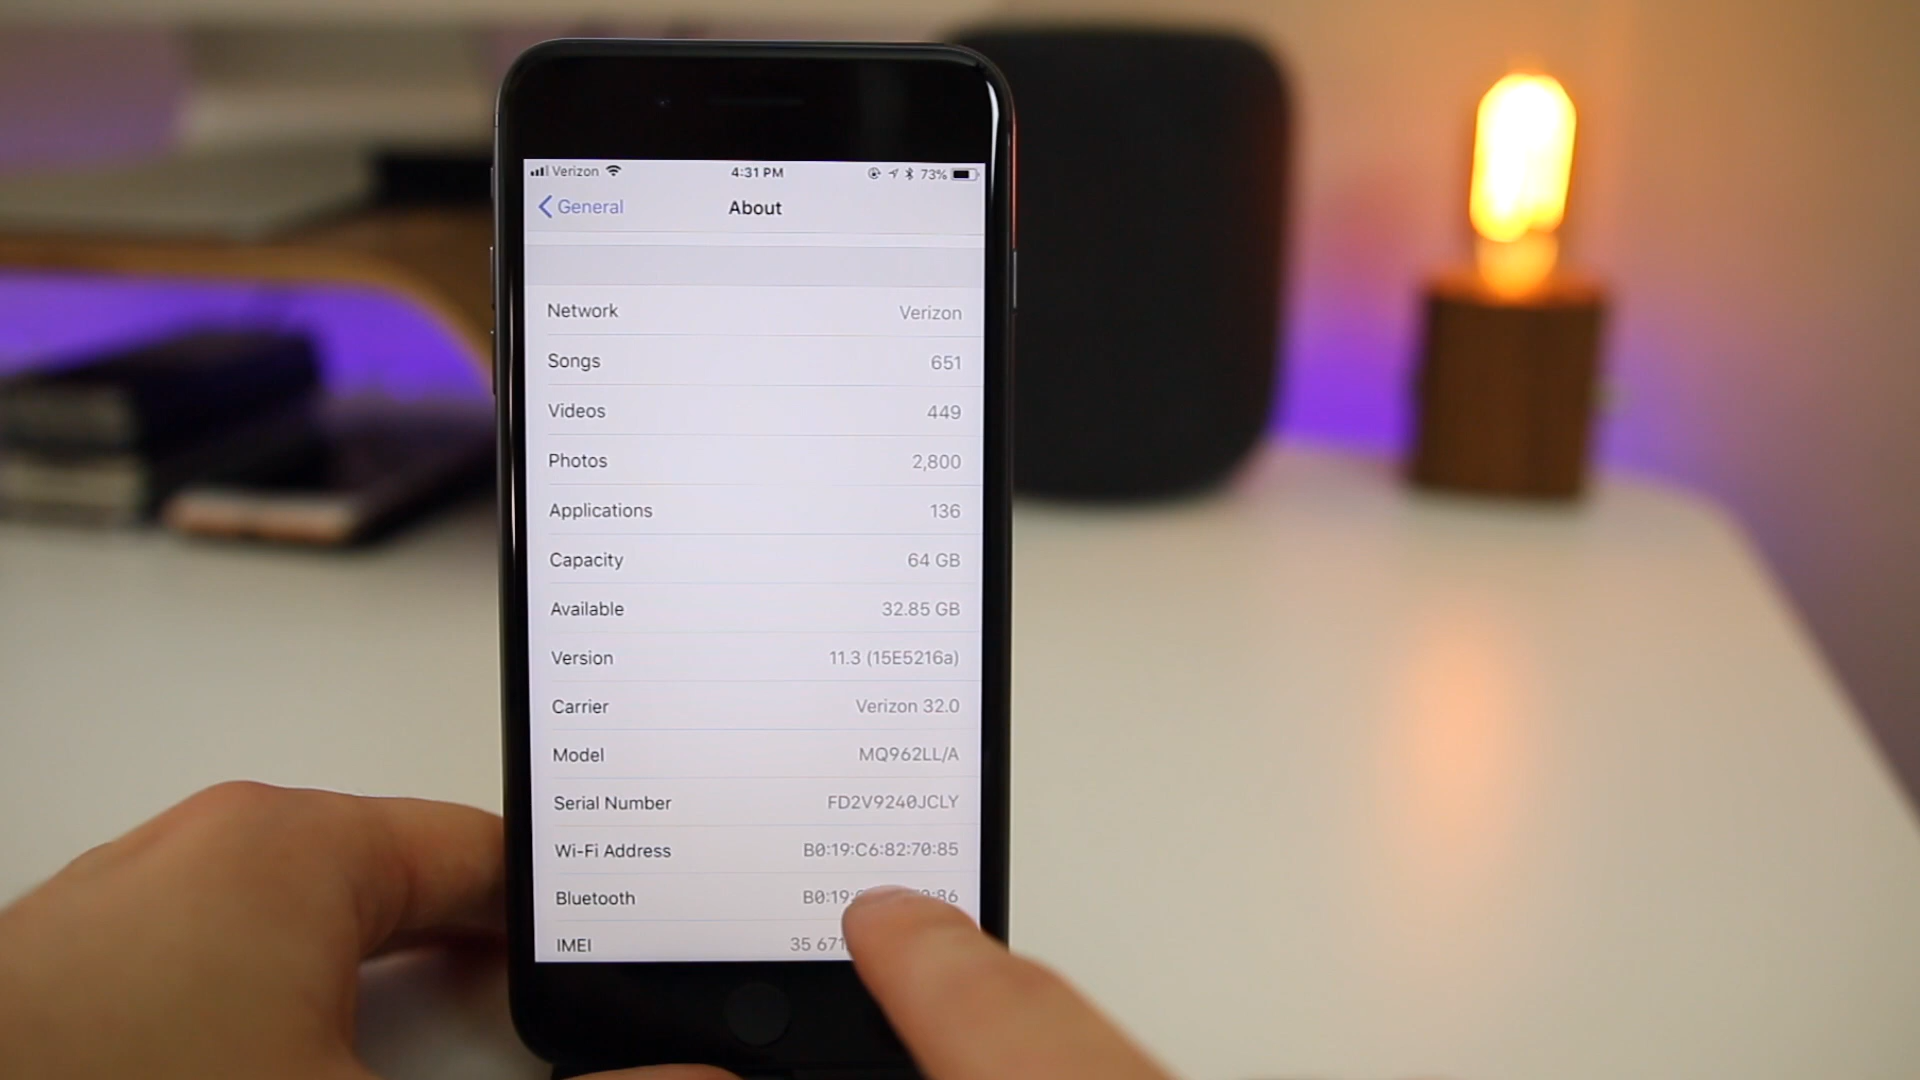 Verizon 4:31 PM 73%
General About
Network Verizon
Songs 651
Videos 449
Photos 2,800
Applications 136
Capacity 64 GB
Available 32.85 GB
Version 11.3 (15E5216a)
Carrier Verizon 32.0
Model MQ962LL/A
Serial Number FD2V9240JCLY
Wi-Fi Address B0:19:C6:82:70:85
Bluetooth
IMEI 35